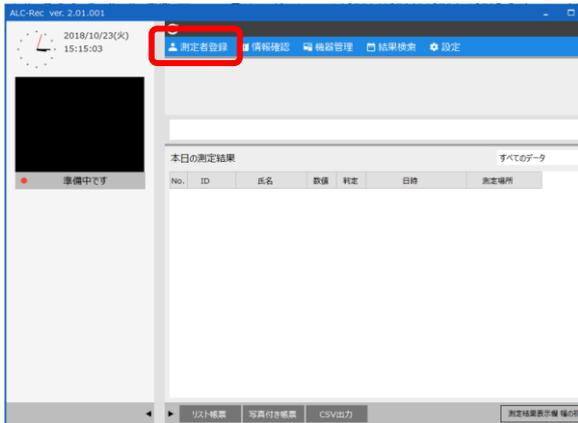 ALC-Rec ver. 2.01.001
2018/10/23(火)
15:15:03
測定者登録 情報確認 機器管理 結果検索 設定
準備中です
本日の測定結果 すべてのデータ
No. ID 氏名 数値 判定 日時 測定場所
リスト帳票 写真付き帳票 CSV出力 測定結果表示欄 幅の初